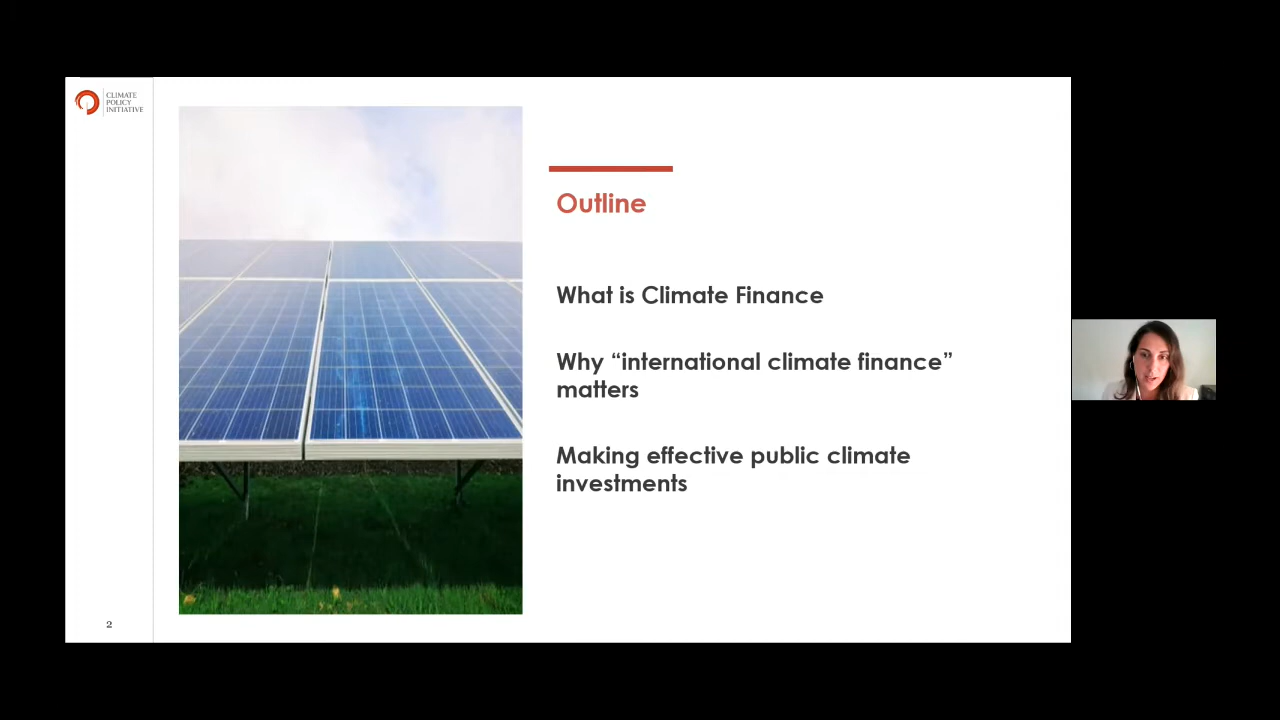 CLIMATE
POLICY
INITIATIVE
Outline
What is Climate Finance
Why “international climate finance”
matters
Making effective public climate
investments
2